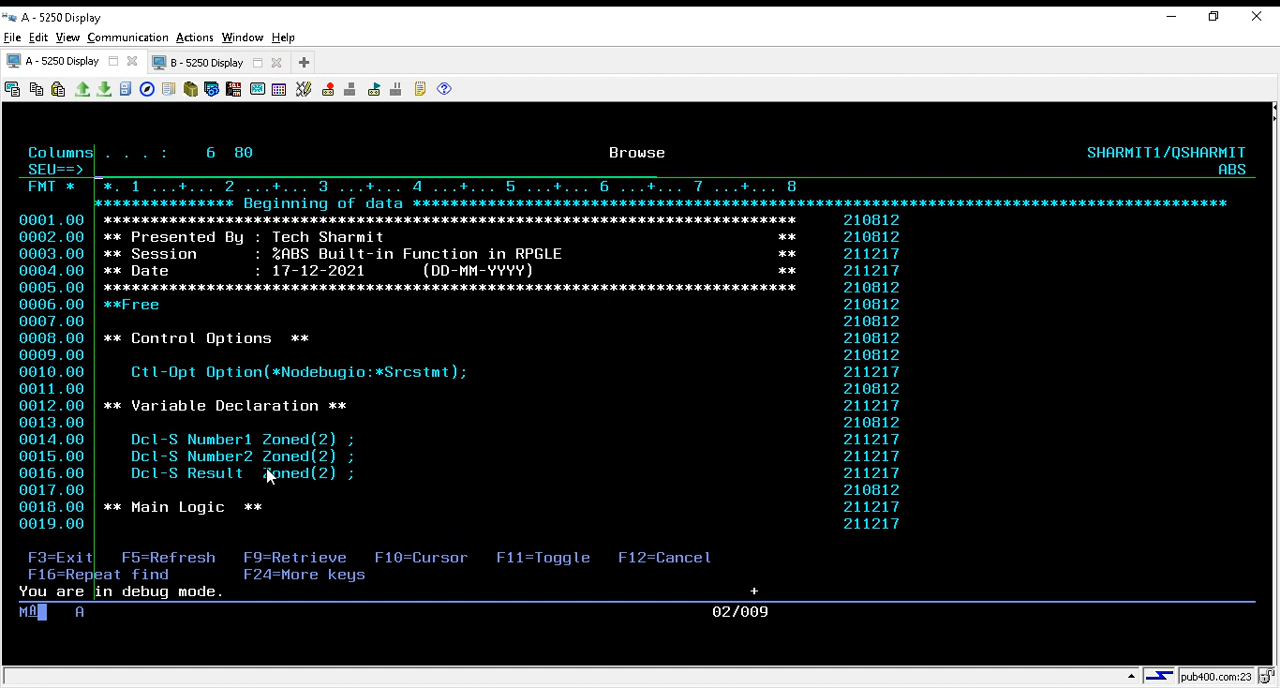 A - 5250 Display
File Edit View Communication Actions Window Help
A - 5250 Display B - 5250 Display
Columns . . . : 6 80 Browse SHARMIT1/QSHARMIT
SEU==> ABS
FMT * *. 1 ...+... 2 ...+... 3 ...+... 4 ...+... 5 ...+... 6 ...+... 7 ...+... 8
*************** Beginning of data ***************************************************************************************
0001.00 ************************************************************************** 210812
0002.00 ** Presented By : Tech Sharmit ** 210812
0003.00 ** Session : %ABS Built-in Function in RPGLE ** 211217
0004.00 ** Date : 17-12-2021 (DD-MM-YYYY) ** 211217
0005.00 ************************************************************************** 210812
0006.00 **Free 210812
0007.00 210812
0008.00 ** Control Options ** 210812
0009.00 210812
0010.00 Ctl-Opt Option(*Nodebugio:*Srcstmt); 211217
0011.00 210812
0012.00 ** Variable Declaration ** 211217
0013.00 210812
0014.00 Dcl-S Number1 Zoned(2) ; 211217
0015.00 Dcl-S Number2 Zoned(2) ; 211217
0016.00 Dcl-S Result Zoned(2) ; 211217
0017.00 210812
0018.00 ** Main Logic ** 211217
0019.00 211217
F3=Exit F5=Refresh F9=Retrieve F10=Cursor F11=Toggle F12=Cancel
F16=Repeat find F24=More keys
You are in debug mode. +
MA A 02/009
pub400.com:23